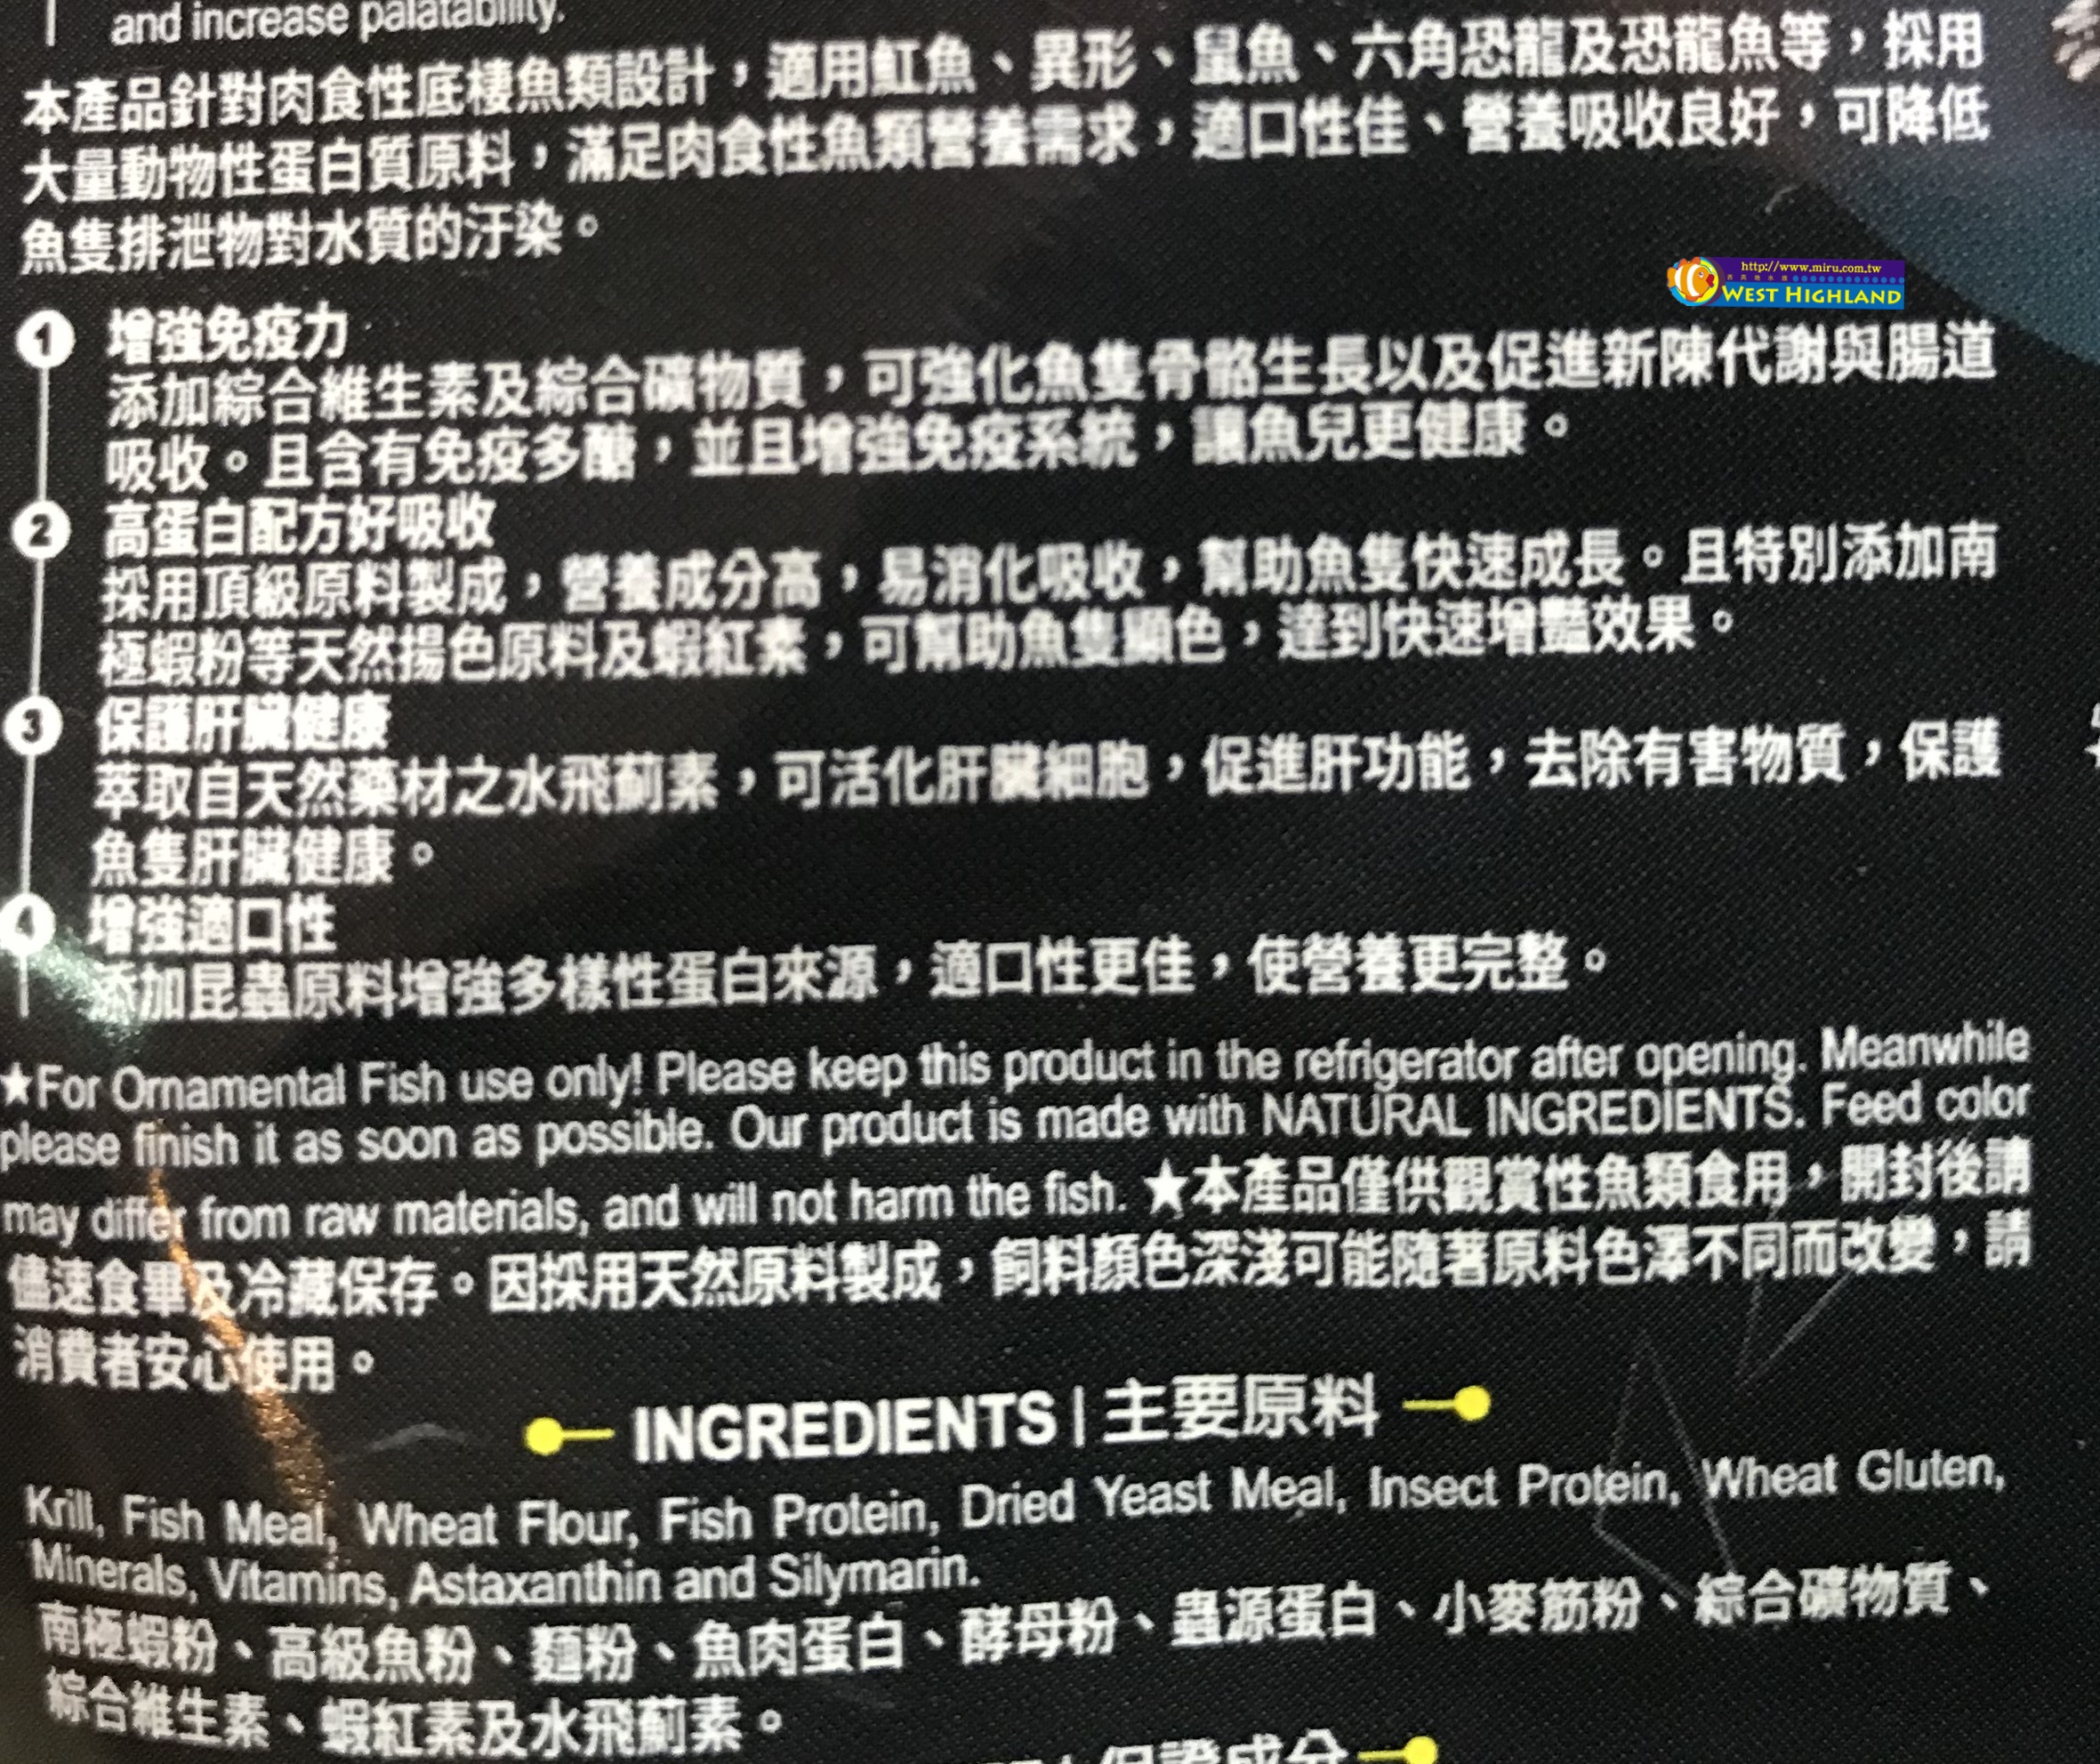 and increase palatability.
本產品針對肉食性底棲魚類設計，適用魟魚、異形、鼠魚、六角恐龍及恐龍魚等，採用
大量動物性蛋白質原料，滿足肉食性魚類營養需求，適口性佳、營養吸收良好，可降低
魚隻排泄物對水質的汙染。
http://www.miru.com.tw
WEST HIGHLAND
1 增強免疫力
添加綜合維生素及綜合礦物質，可強化魚隻骨骼生長以及促進新陳代謝與腸道
吸收。且含有免疫多醣，並且增強免疫系統，讓魚兒更健康。
2 高蛋白配方好吸收
採用頂級原料製成，營養成分高，易消化吸收，幫助魚隻快速成長。且特別添加南
極蝦粉等天然揚色原料及蝦紅素，可幫助魚隻顯色，達到快速增豔效果。
3 保護肝臟健康
萃取自天然藥材之水飛薊素，可活化肝臟細胞，促進肝功能，去除有害物質，保護
魚隻肝臟健康。
4 增強適口性
添加昆蟲原料增強多樣性蛋白來源，適口性更佳，使營養更完整。
★For Ornamental Fish use only! Please keep this product in the refrigerator after opening. Meanwhile
please finish it as soon as possible. Our product is made with NATURAL INGREDIENTS. Feed color
may differ from raw materials, and will not harm the fish. ★本產品僅供觀賞性魚類食用，開封後請
儘速食畢及冷藏保存。因採用天然原料製成，飼料顏色深淺可能隨著原料色澤不同而改變，請
消費者安心使用。
INGREDIENTS | 主要原料
Krill, Fish Meal, Wheat Flour, Fish Protein, Dried Yeast Meal, Insect Protein, Wheat Gluten,
Minerals, Vitamins, Astaxanthin and Silymarin.
南極蝦粉、高級魚粉、麵粉、魚肉蛋白、酵母粉、蟲源蛋白、小麥筋粉、綜合礦物質、
綜合維生素、蝦紅素及水飛薊素。
保證成分